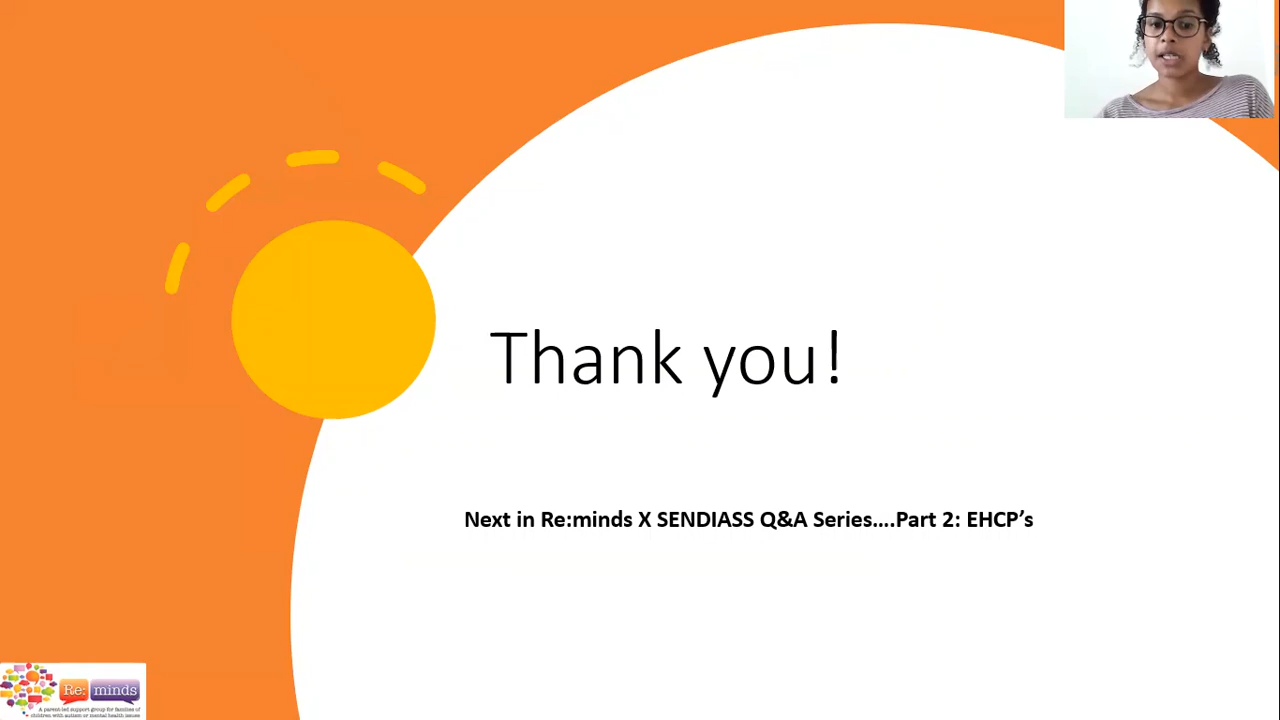 Thank you!
Next in Re:minds X SENDIASS Q&A Series....Part 2: EHCP’s
Re: minds
A parent-led support group for families of
children with autism or mental health issues